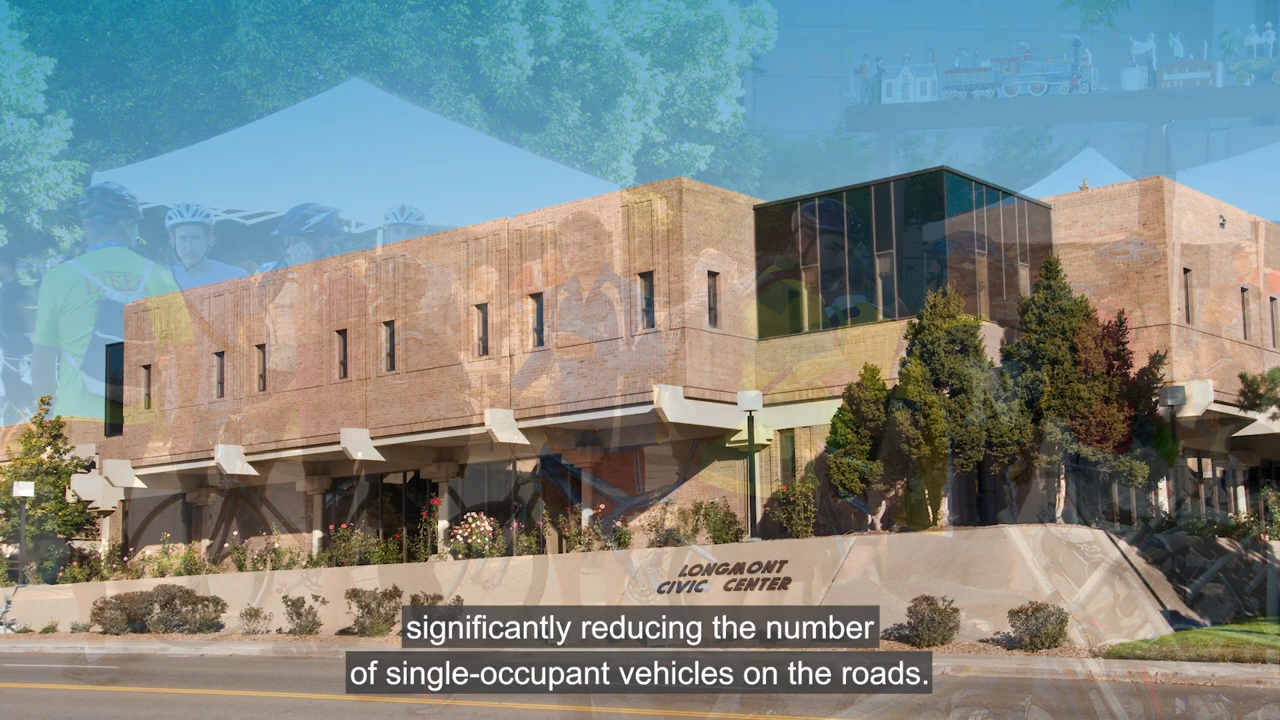 LONGMONT
CIVIC CENTER
significantly reducing the number
of single-occupant vehicles on the roads.